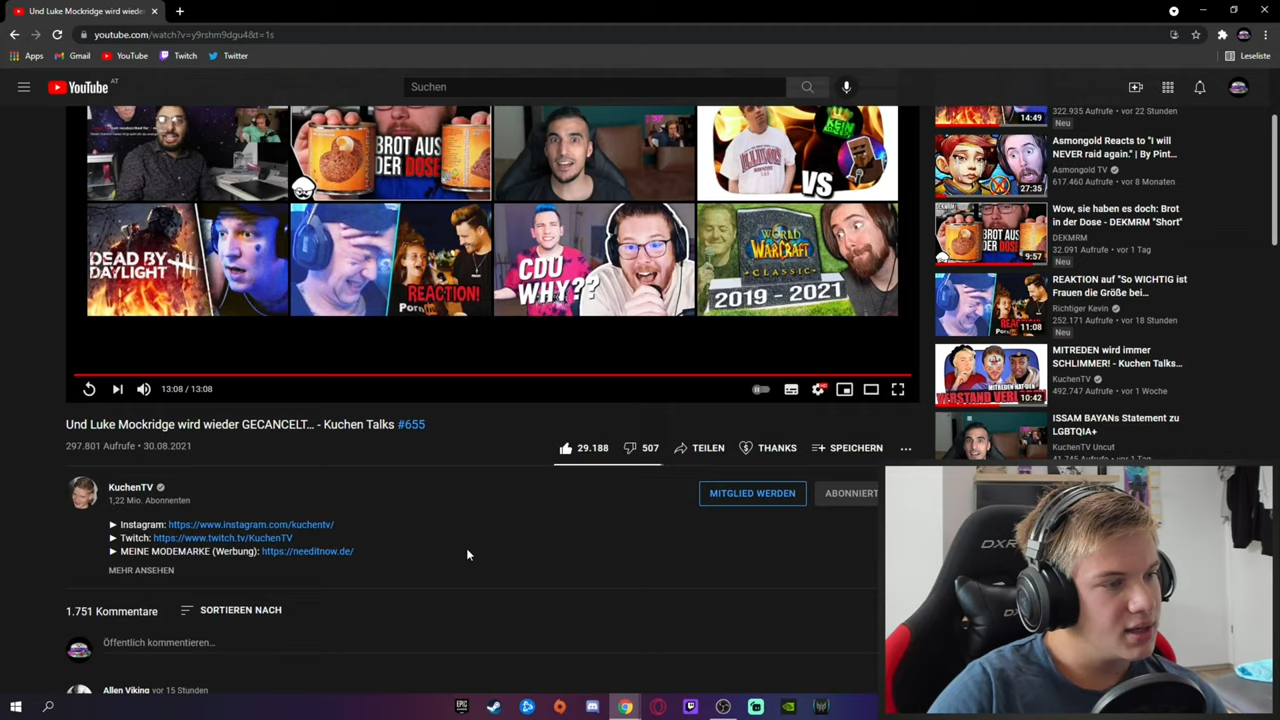 Und Luke Mockridge wird wieder
youtube.com/watch?v=y9rshm9dgu4&t=1s
Apps
Gmail
YouTube
Twitch
Twitter
Leseliste
YouTube AT
Suchen
BROT AUS
DER DOSE
VS
DEAD BY
DAYLIGHT
REACTION!
CDU
WHY??
WORLD
WARCRAFT
CLASSIC
2019 - 2021
13:08 / 13:08
Und Luke Mockridge wird wieder GECANCELT... - Kuchen Talks #655
297.801 Aufrufe • 30.08.2021
29.188
507
TEILEN
THANKS
SPEICHERN
KuchenTV
1,22 Mio. Abonnenten
MITGLIED WERDEN
ABONNIERT
► Instagram: https://www.instagram.com/kuchentv/
► Twitch: https://www.twitch.tv/KuchenTV
► MEINE MODEMARKE (Werbung): https://needitnow.de/
MEHR ANSEHEN
1.751 Kommentare
SORTIEREN NACH
Öffentlich kommentieren...
Allen Viking vor 15 Stunden
14:49
322.935 Aufrufe • vor 22 Stunden
Neu
27:35
Asmongold Reacts to "I will
NEVER raid again." | By Pint...
Asmongold TV
617.460 Aufrufe • vor 8 Monaten
BROT AUS
DER DOSE
9:57
Wow, sie haben es doch: Brot
in der Dose - DEKMRM "Short"
DEKMRM
32.091 Aufrufe • vor 1 Tag
Neu
11:08
REAKTION auf "So WICHTIG ist
Frauen die Größe bei...
Richtiger Kevin
252.171 Aufrufe • vor 18 Stunden
Neu
10:42
MITREDEN wird immer
SCHLIMMER! - Kuchen Talks...
KuchenTV
492.747 Aufrufe • vor 1 Woche
ISSAM BAYANs Statement zu
LGBTQIA+
KuchenTV Uncut
DXR